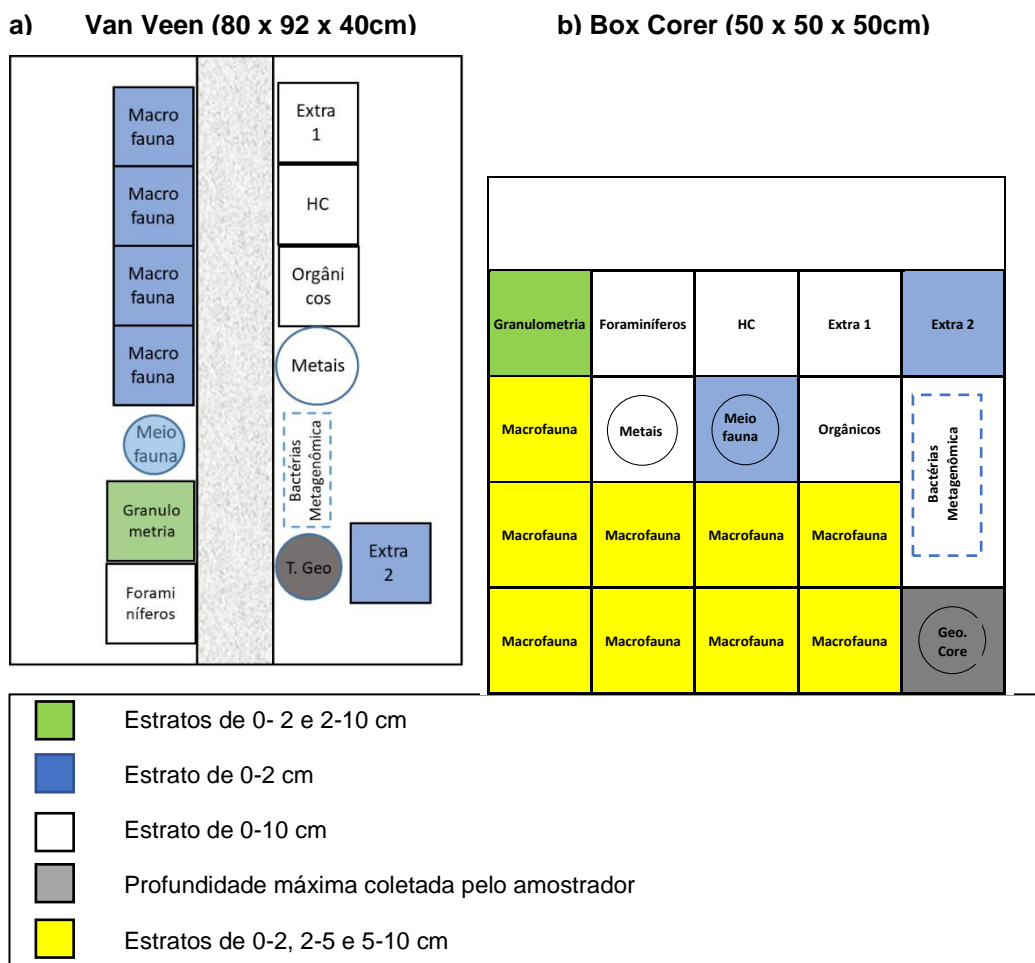 a) Van Veen (80 x 92 x 40cm)
Macro
fauna
Macro
fauna
Macro
fauna
Macro
fauna
Meio
fauna
Granulo
metria
Forami
níferos
Extra
1
HC
Orgâni
cos
Metais
Bactérias
Metagenômica
T. Geo
Extra
2
b) Box Corer (50 x 50 x 50cm)
Granulometria
Foraminíferos
HC
Extra 1
Extra 2
Macrofauna
Metais
Meio
fauna
Orgânicos
Bactérias
Metagenômica
Macrofauna
Macrofauna
Macrofauna
Macrofauna
Macrofauna
Macrofauna
Macrofauna
Macrofauna
Geo.
Core
Estratos de 0- 2 e 2-10 cm
Estrato de 0-2 cm
Estrato de 0-10 cm
Profundidade máxima coletada pelo amostrador
Estratos de 0-2, 2-5 e 5-10 cm